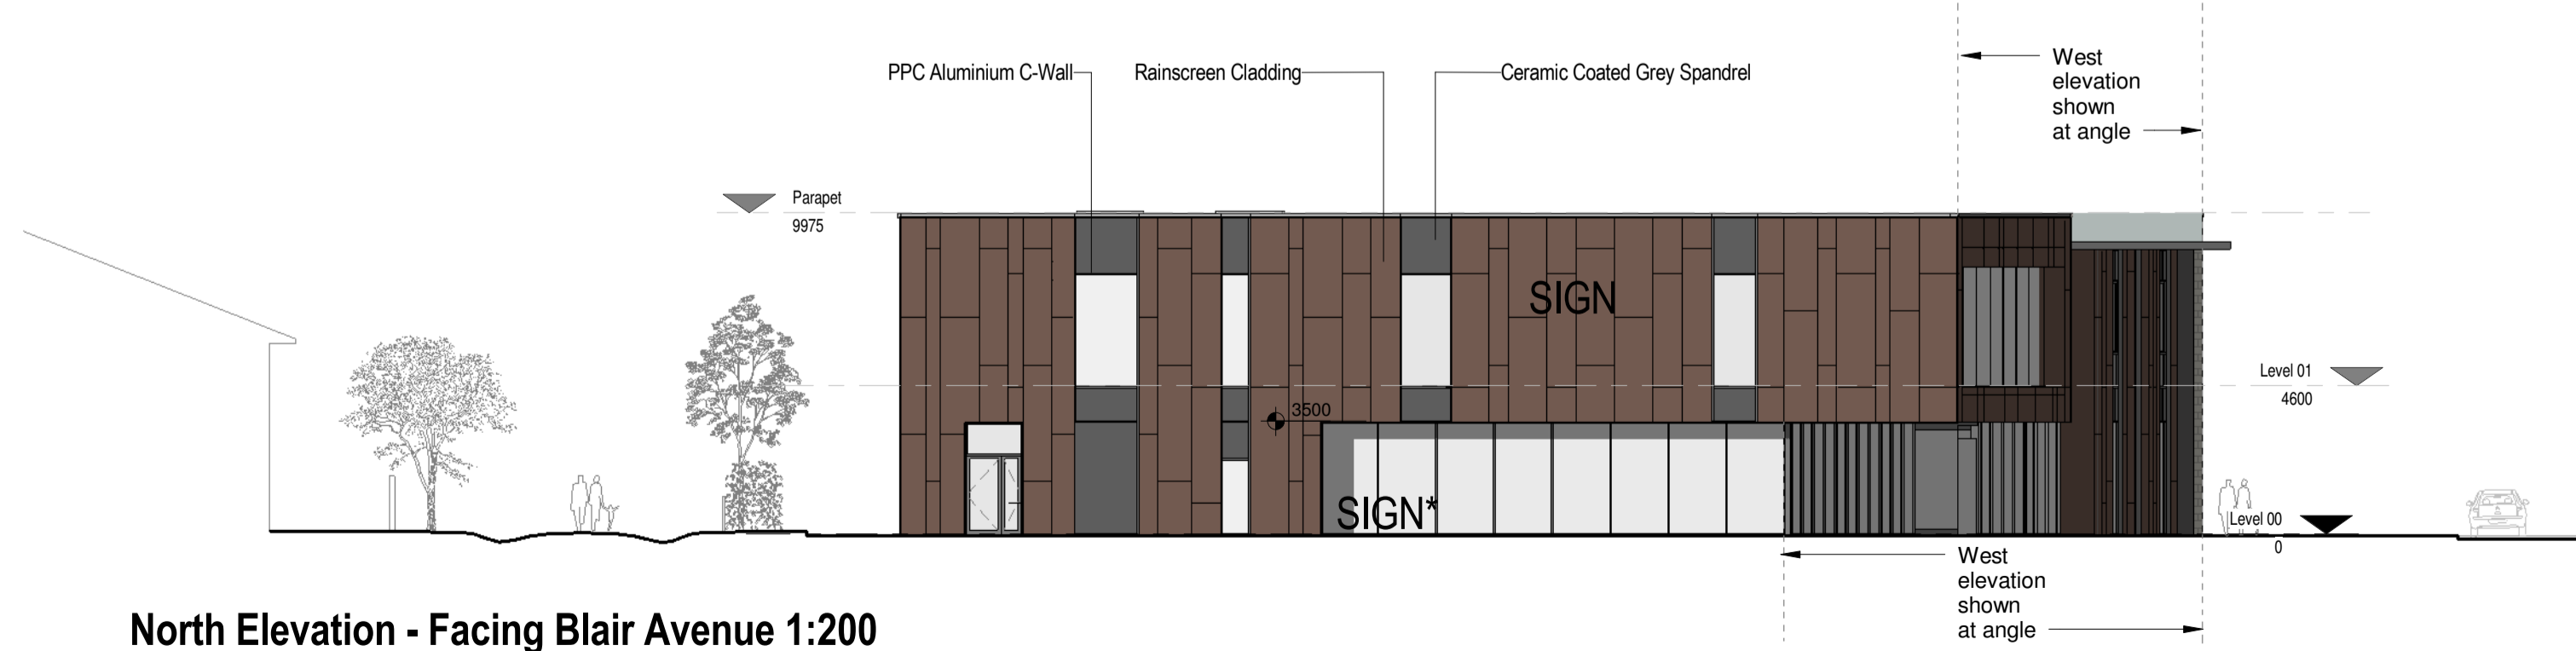 West
elevation
shown
at angle
PPC Aluminium C-Wall
Rainscreen Cladding
Ceramic Coated Grey Spandrel
Parapet
9975
SIGN
Level 01
4600
3500
SIGN*
Level 00
0
West
elevation
shown
at angle
North Elevation - Facing Blair Avenue 1:200